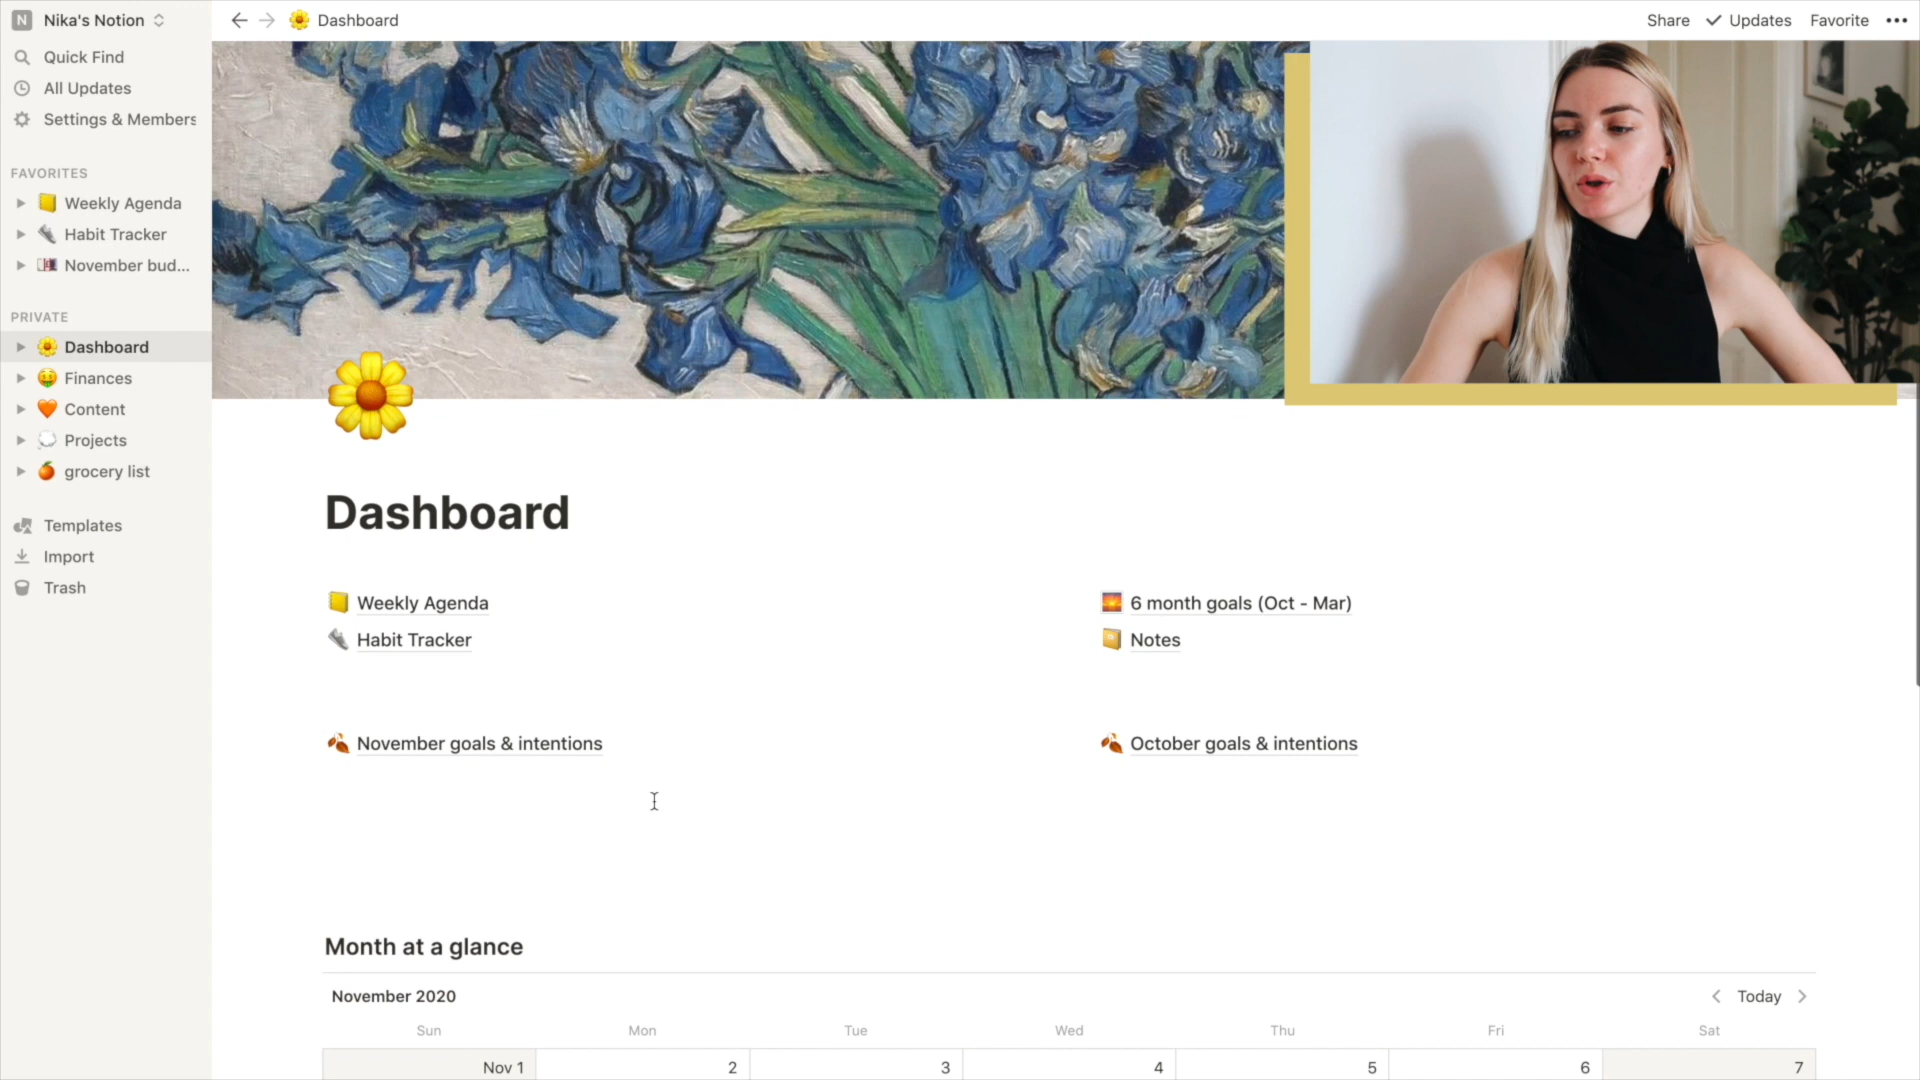 N Nika's Notion
Dashboard
Share Updates Favorite
Quick Find
All Updates
Settings & Members
FAVORITES
Weekly Agenda
Habit Tracker
November bud...
PRIVATE
Dashboard
Finances
Content
Projects
grocery list
Templates
Import
Trash
Dashboard
Weekly Agenda
Habit Tracker
6 month goals (Oct - Mar)
Notes
November goals & intentions
October goals & intentions
Month at a glance
November 2020
Today
Sun Mon Tue Wed Thu Fri Sat
Nov 1 2 3 4 5 6 7